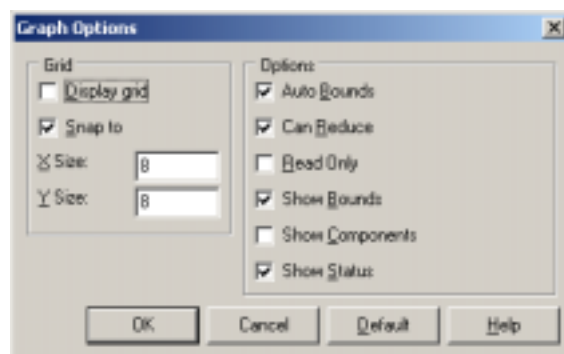 Graph Options
Grid
Display grid
Snap to
X Size: 8
Y Size: 8
Options
Auto Bounds
Can Reduce
Read Only
Show Bounds
Show Components
Show Status
OK Cancel Default Help